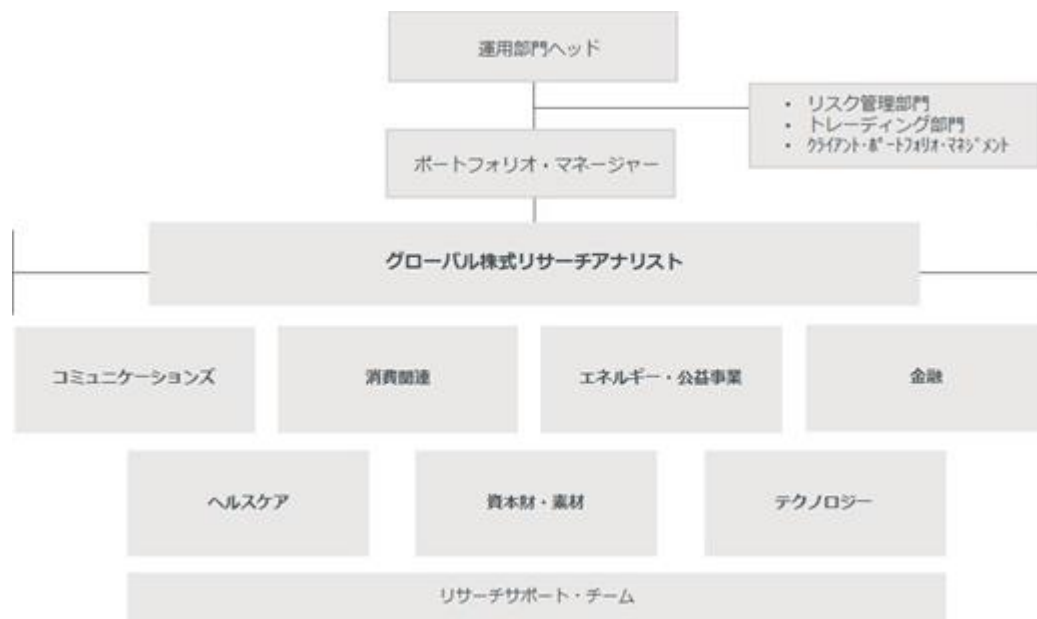 運用部門ヘッド
・ リスク管理部門
・ トレーディング部門
・ ｸﾗｲｱﾝﾄ･ﾎﾟｰﾄﾌｫﾘｵ･ﾏﾈｼﾞﾒﾝﾄ
ポートフォリオ・マネージャー
グローバル株式リサーチアナリスト
コミュニケーションズ
消費関連
エネルギー・公益事業
金融
ヘルスケア
資本財・素材
テクノロジー
リサーチサポート・チーム